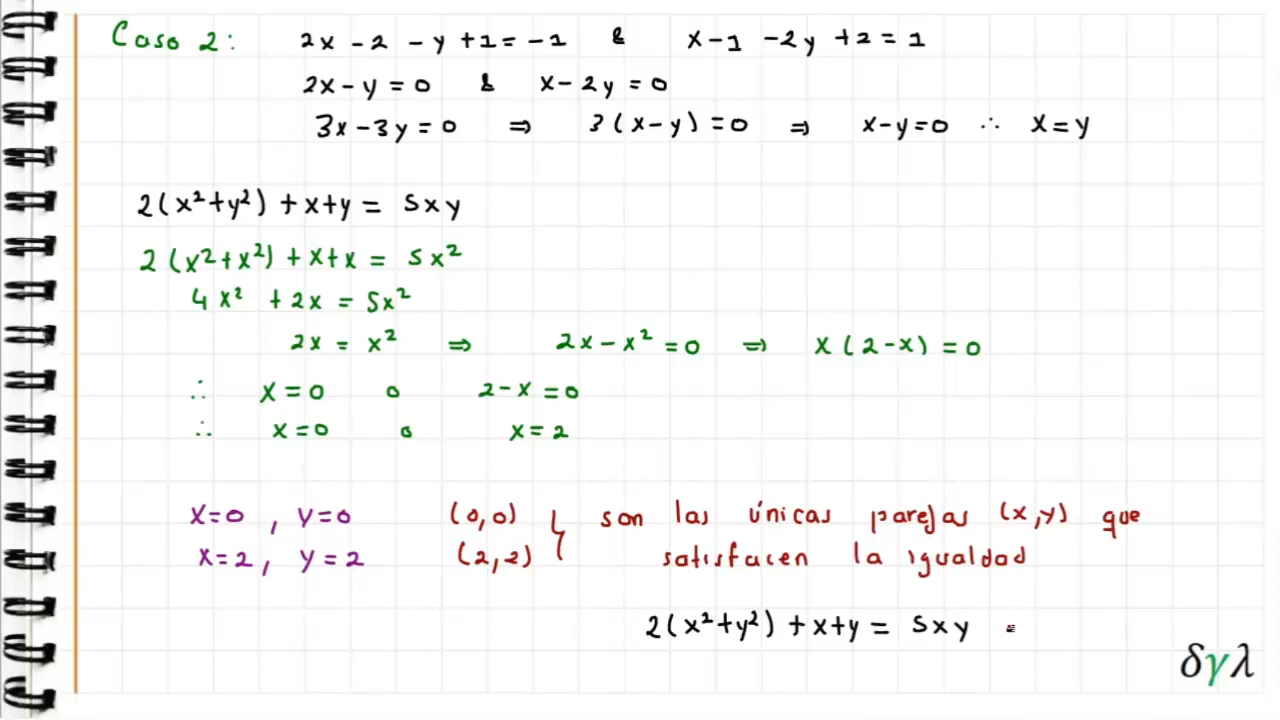 Caso 2: 2x - 2 - y + 1 = -1 & x - 1 - 2y + 2 = 1
2x - y = 0 & x - 2y = 0
3x - 3y = 0 ⇒ 3(x - y) = 0 ⇒ x - y = 0 ∴ x = y
2(x² + y²) + x + y = 5xy
2(x² + x²) + x + x = 5x²
4x² + 2x = 5x²
2x = x² ⇒ 2x - x² = 0 ⇒ x(2 - x) = 0
∴ x = 0 o 2 - x = 0
∴ x = 0 o x = 2
x = 0, y = 0 (0,0) } son las únicas parejas (x, y) que
x = 2, y = 2 (2,2) satisfacen la igualdad
2(x² + y²) + x + y = 5xy
δγλ